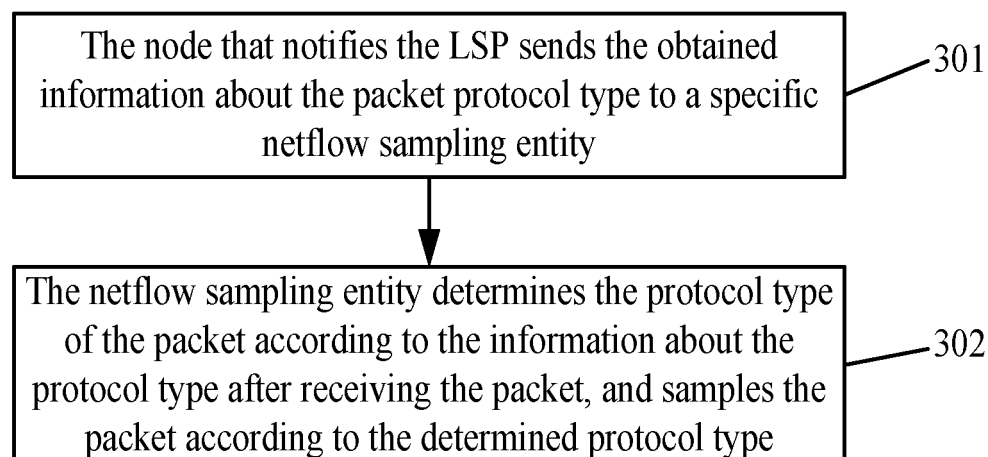 The node that notifies the LSP sends the obtained
information about the packet protocol type to a specific
netflow sampling entity
301
The netflow sampling entity determines the protocol type
of the packet according to the information about the
protocol type after receiving the packet, and samples the
packet according to the determined protocol type
302